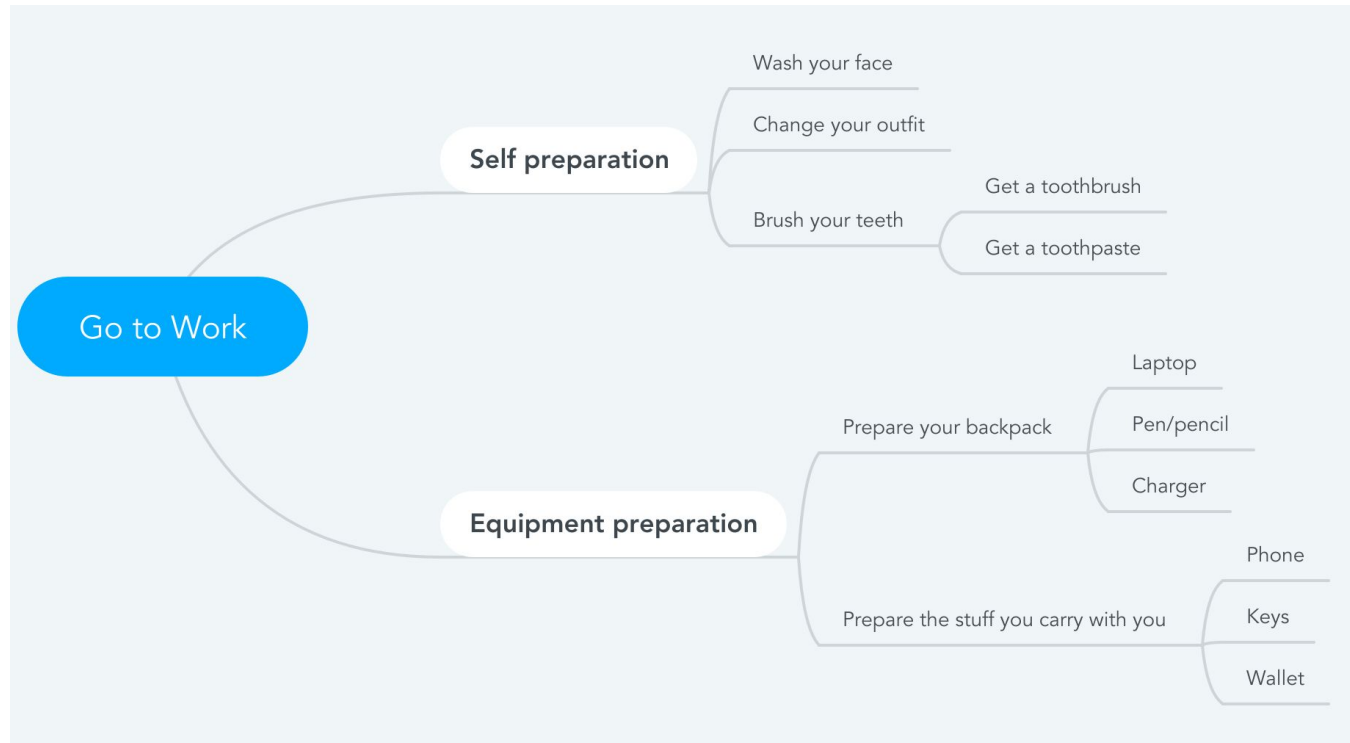 Go to Work
Self preparation
Wash your face
Change your outfit
Brush your teeth
Get a toothbrush
Get a toothpaste
Equipment preparation
Prepare your backpack
Laptop
Pen/pencil
Charger
Prepare the stuff you carry with you
Phone
Keys
Wallet